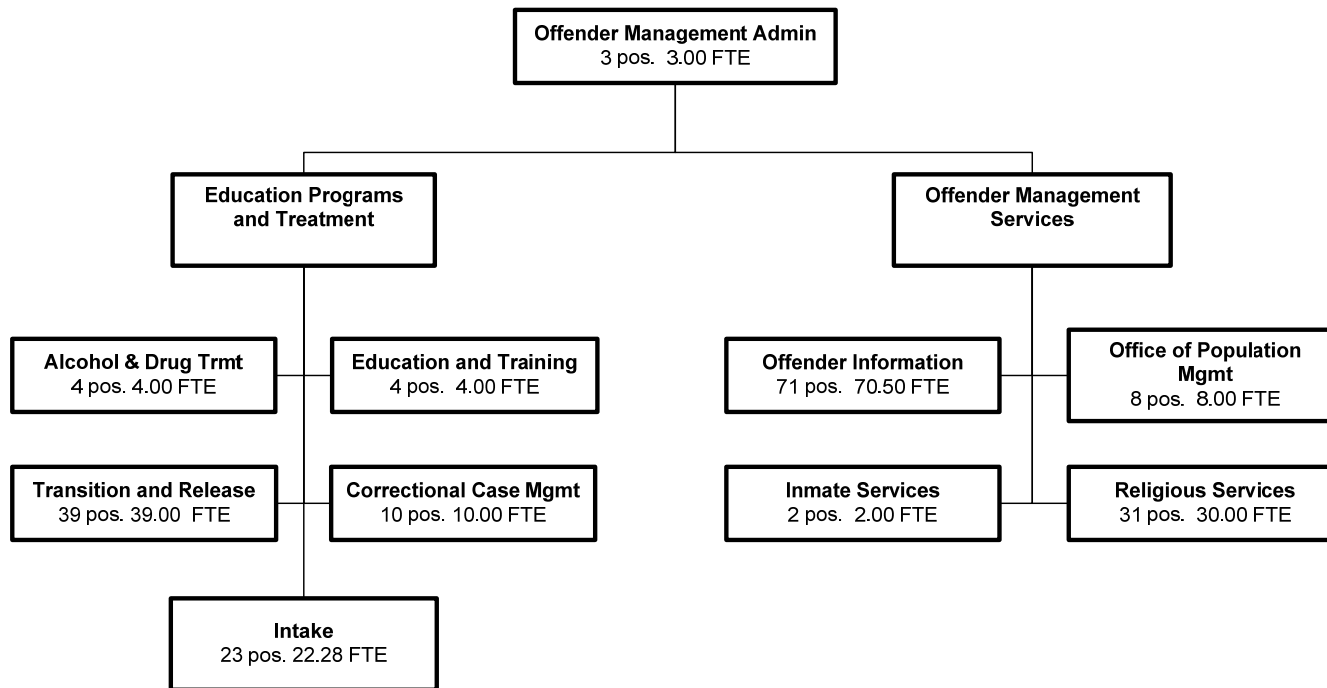 Offender Management Admin
3 pos. 3.00 FTE
Education Programs
and Treatment
Offender Management
Services
Alcohol & Drug Trmt
4 pos. 4.00 FTE
Education and Training
4 pos. 4.00 FTE
Offender Information
71 pos. 70.50 FTE
Office of Population
Mgmt
8 pos. 8.00 FTE
Transition and Release
39 pos. 39.00 FTE
Correctional Case Mgmt
10 pos. 10.00 FTE
Inmate Services
2 pos. 2.00 FTE
Religious Services
31 pos. 30.00 FTE
Intake
23 pos. 22.28 FTE